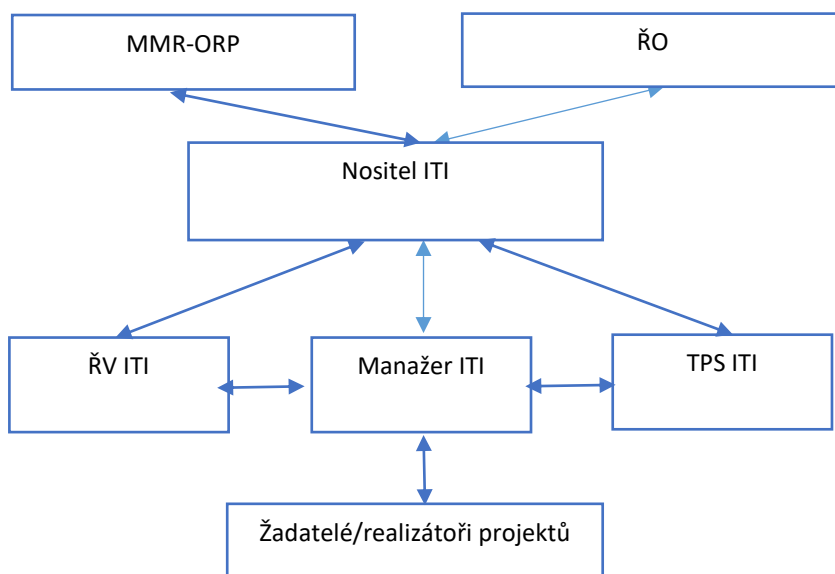 MMR-ORP
ŘO
Nositel ITI
ŘV ITI
Manažer ITI
TPS ITI
Žadatelé/realizátoři projektů